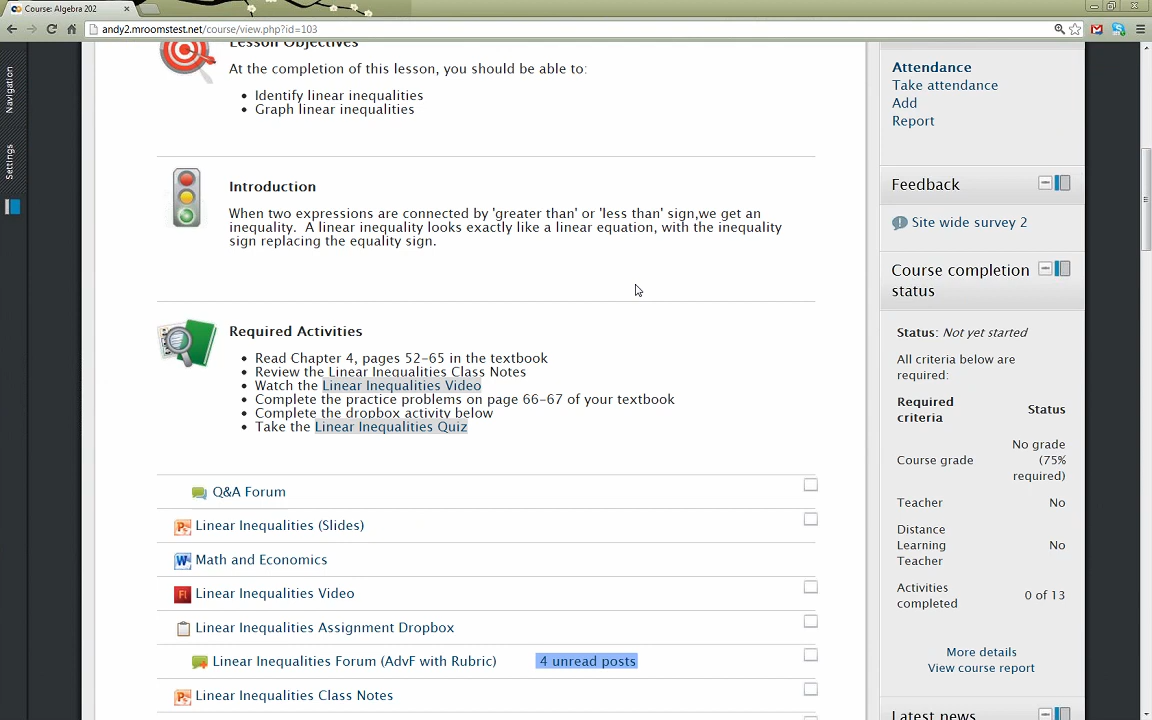 Course: Algebra 202
andy2.mroomstest.net/course/view.php?id=103
Navigation
Settings
Lesson Objectives
At the completion of this lesson, you should be able to:
Identify linear inequalities
Graph linear inequalities
Introduction
When two expressions are connected by 'greater than' or 'less than' sign,we get an
inequality. A linear inequality looks exactly like a linear equation, with the inequality
sign replacing the equality sign.
Required Activities
Read Chapter 4, pages 52-65 in the textbook
Review the Linear Inequalities Class Notes
Watch the Linear Inequalities Video
Complete the practice problems on page 66-67 of your textbook
Complete the dropbox activity below
Take the Linear Inequalities Quiz
Q&A Forum
Linear Inequalities (Slides)
Math and Economics
Linear Inequalities Video
Linear Inequalities Assignment Dropbox
Linear Inequalities Forum (AdvF with Rubric) 4 unread posts
Linear Inequalities Class Notes
Attendance
Take attendance
Add
Report
Feedback
Site wide survey 2
Course completion
status
Status: Not yet started
All criteria below are
required:
Required
criteria
Status
Course grade
No grade
(75%
required)
Teacher No
Distance
Learning
Teacher
No
Activities
completed
0 of 13
More details
View course report
Latest news